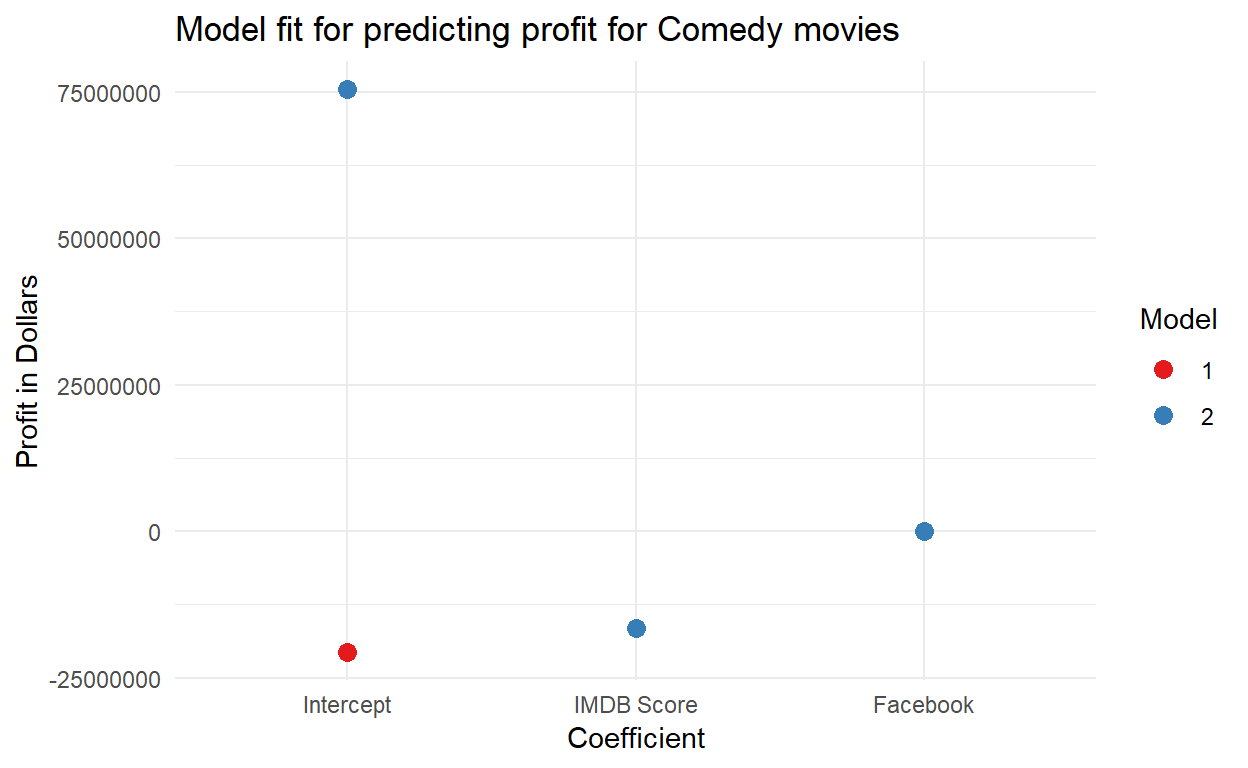 Model fit for predicting profit for Comedy movies
75000000
50000000
25000000
0
-25000000
Profit in Dollars
Intercept
IMDB Score
Facebook
Coefficient
Model
1
2